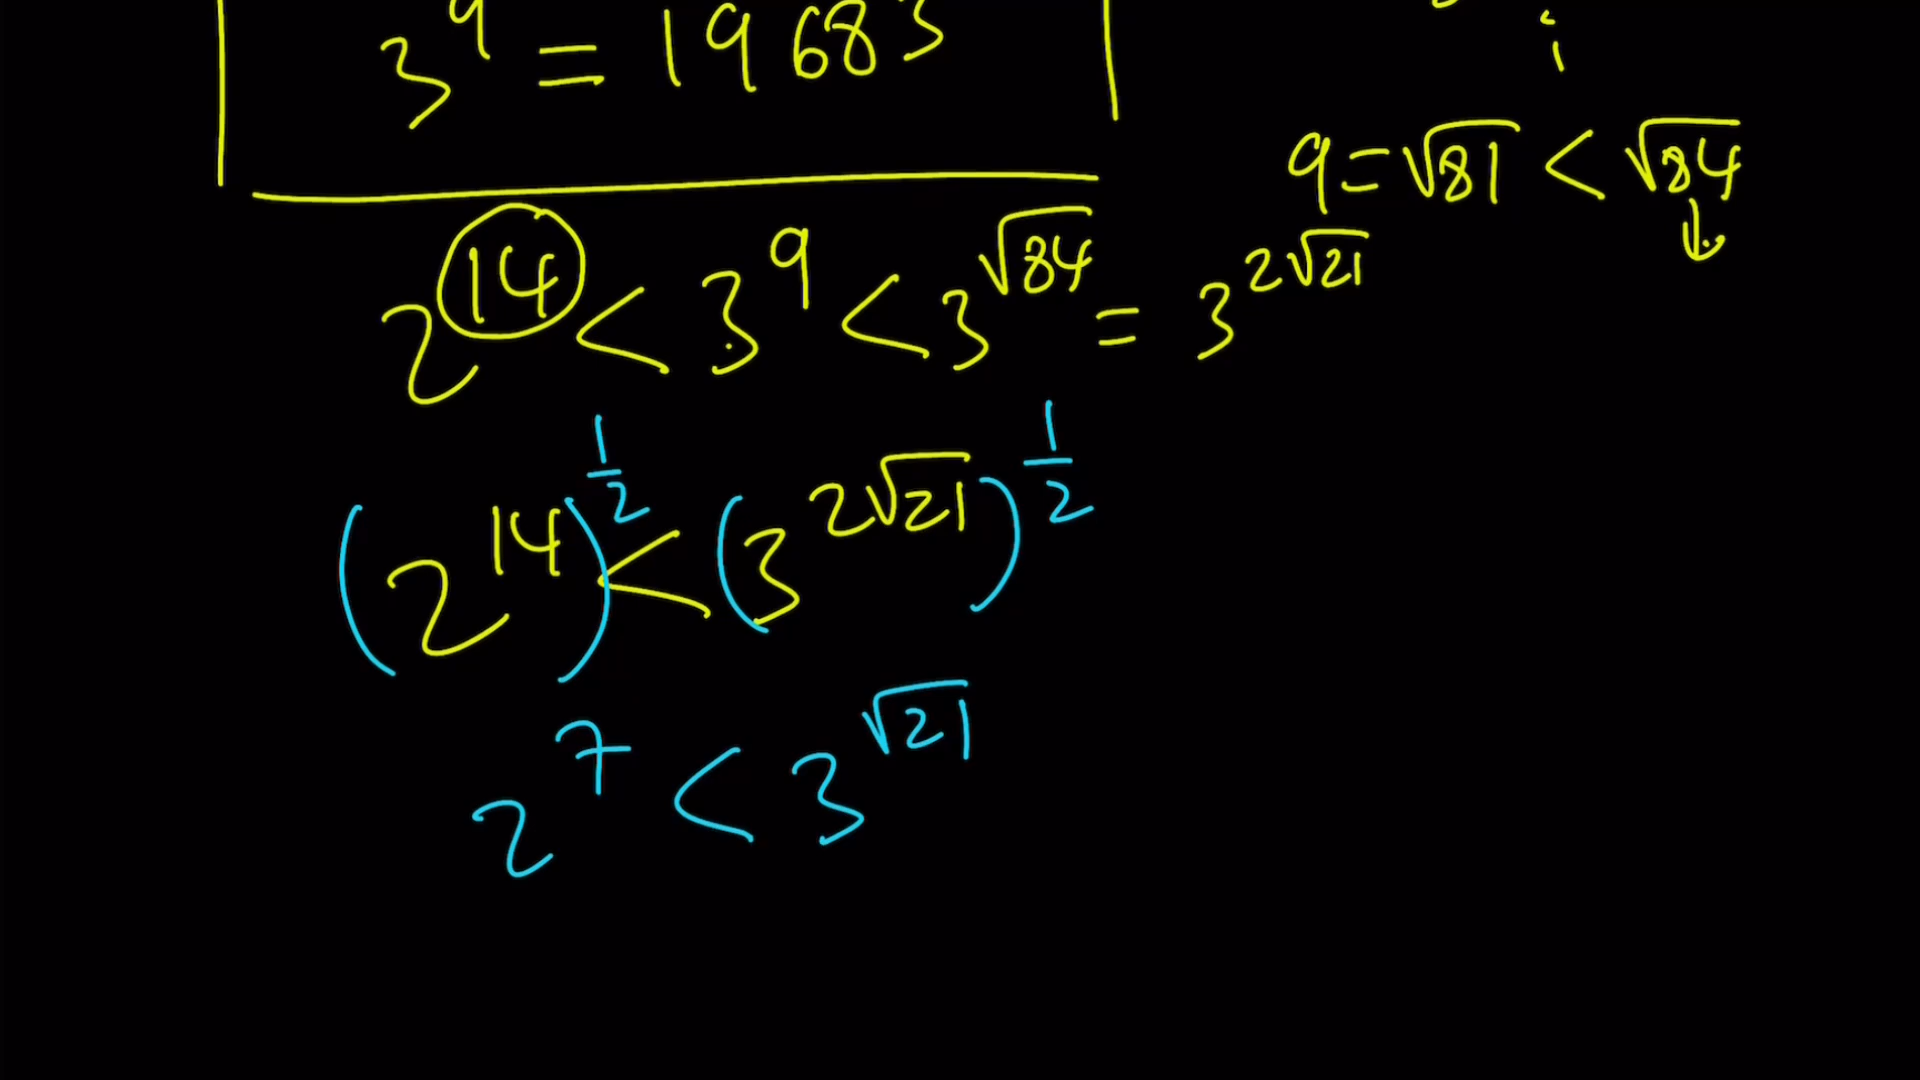 3^9 = 19683
9 = √81 < √84
2^14 < 3^9 < 3^√84 = 3^2√21
(2^14)^1/2 < (3^2√21)^1/2
2^7 < 3^√21